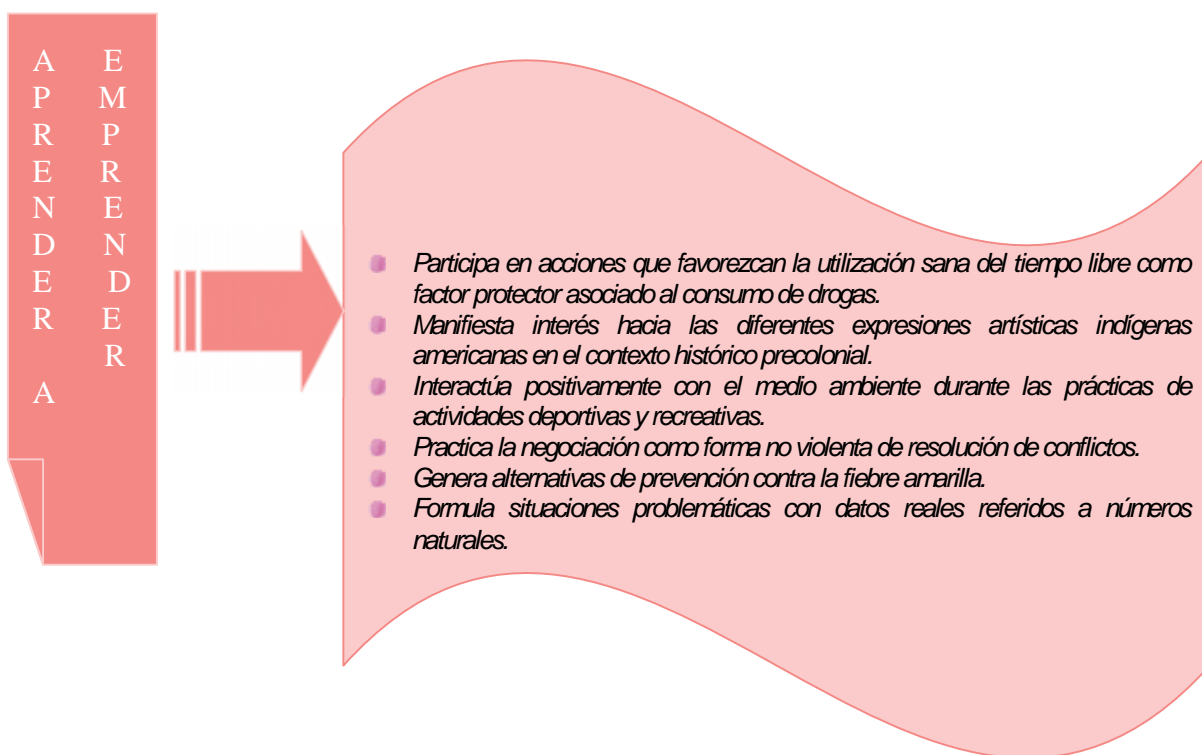 APRENDER A
EMPRENDER
Participa en acciones que favorezcan la utilización sana del tiempo libre como
factor protector asociado al consumo de drogas.
Manifiesta interés hacia las diferentes expresiones artísticas indígenas
americanas en el contexto histórico precolonial.
Interactúa positivamente con el medio ambiente durante las prácticas de
actividades deportivas y recreativas.
Practica la negociación como forma no violenta de resolución de conflictos.
Genera alternativas de prevención contra la fiebre amarilla.
Formula situaciones problemáticas con datos reales referidos a números
naturales.